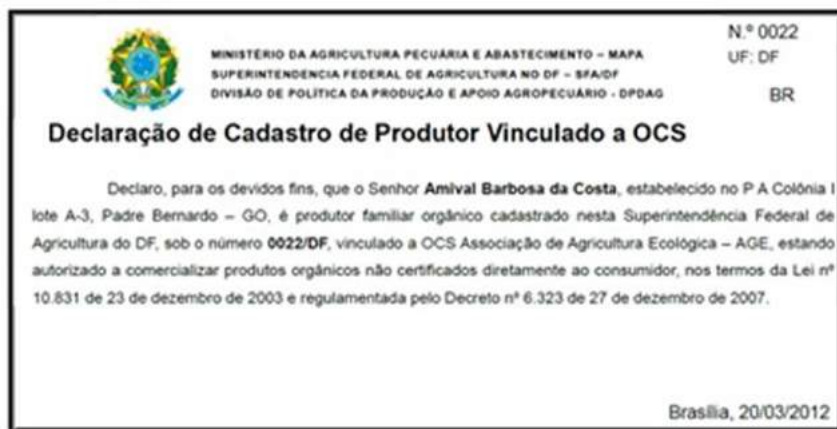 N.º 0022
UF: DF
BR
MINISTÉRIO DA AGRICULTURA PECUÁRIA E ABASTECIMENTO – MAPA
SUPERINTENDENCIA FEDERAL DE AGRICULTURA NO DF – SFA/DF
DIVISÃO DE POLÍTICA DA PRODUÇÃO E APOIO AGROPECUÁRIO - DPDAG
Declaração de Cadastro de Produtor Vinculado a OCS
Declaro, para os devidos fins, que o Senhor Amival Barbosa da Costa, estabelecido no P A Colônia I
lote A-3, Padre Bernardo – GO, é produtor familiar orgânico cadastrado nesta Superintendência Federal de
Agricultura do DF, sob o número 0022/DF, vinculado a OCS Associação de Agricultura Ecológica – AGE, estando
autorizado a comercializar produtos orgânicos não certificados diretamente ao consumidor, nos termos da Lei nº
10.831 de 23 de dezembro de 2003 e regulamentada pelo Decreto nº 6.323 de 27 de dezembro de 2007.
Brasília, 20/03/2012